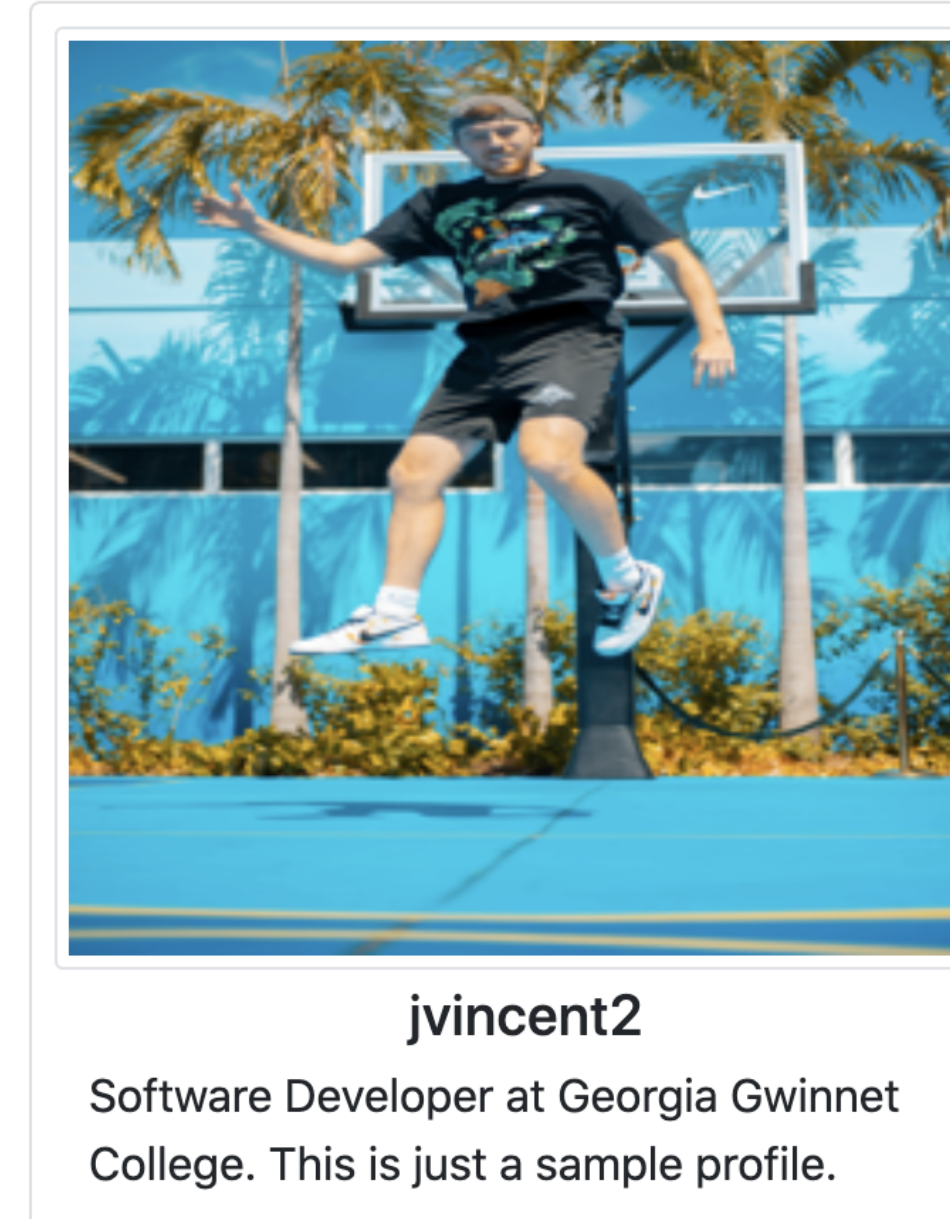 jvincent2
Software Developer at Georgia Gwinnet
College. This is just a sample profile.